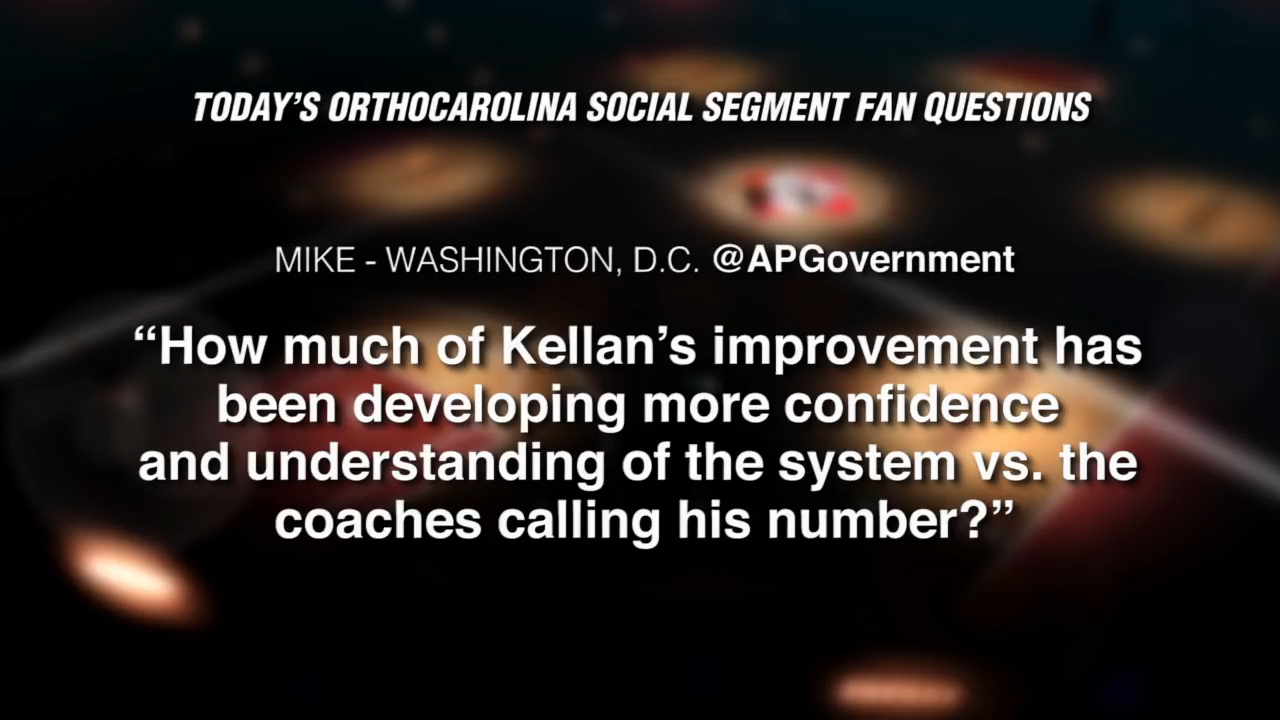 TODAY'S ORTHOCAROLINA SOCIAL SEGMENT FAN QUESTIONS
MIKE - WASHINGTON, D.C. @APGovernment
“How much of Kellan’s improvement has
been developing more confidence
and understanding of the system vs. the
coaches calling his number?”